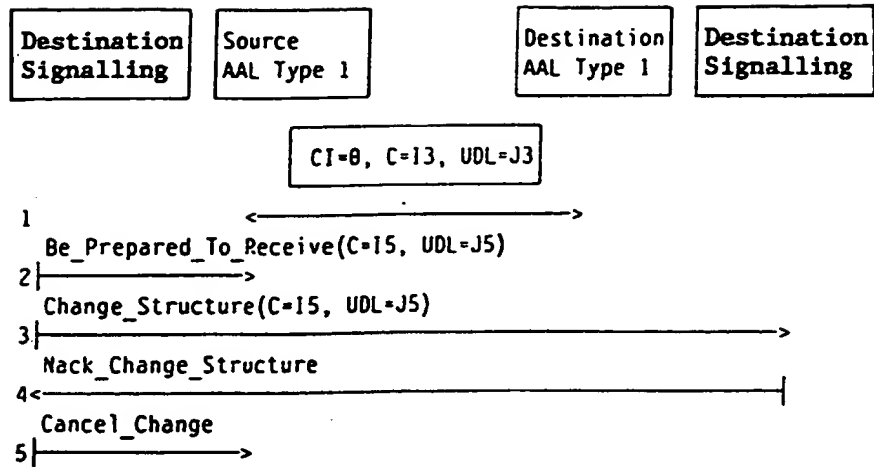 Destination
Signalling
Source
AAL Type 1
Destination
AAL Type 1
Destination
Signalling
CI=0, C=I3, UDL=J3
1
Be_Prepared_To_Receive(C=I5, UDL=J5)
2
Change_Structure(C=I5, UDL=J5)
3
Nack_Change_Structure
4
Cancel_Change
5